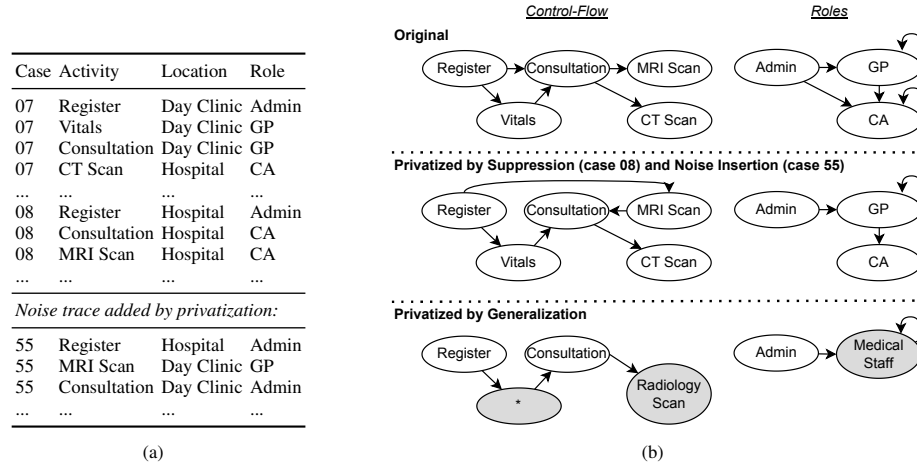 Case Activity Location Role
07 Register Day Clinic Admin
07 Vitals Day Clinic GP
07 Consultation Day Clinic GP
07 CT Scan Hospital CA
... ... ... ...
08 Register Hospital Admin
08 Consultation Hospital CA
08 MRI Scan Hospital CA
... ... ... ...
Noise trace added by privatization:
55 Register Hospital Admin
55 MRI Scan Day Clinic GP
55 Consultation Day Clinic Admin
... ... ... ...
(a)
Control-Flow Roles
Original
Register Consultation MRI Scan Admin GP
Vitals CT Scan CA
Privatized by Suppression (case 08) and Noise Insertion (case 55)
Register Consultation MRI Scan Admin GP
Vitals CT Scan CA
Privatized by Generalization
Register Consultation Admin Medical
Staff
* Radiology
Scan
(b)